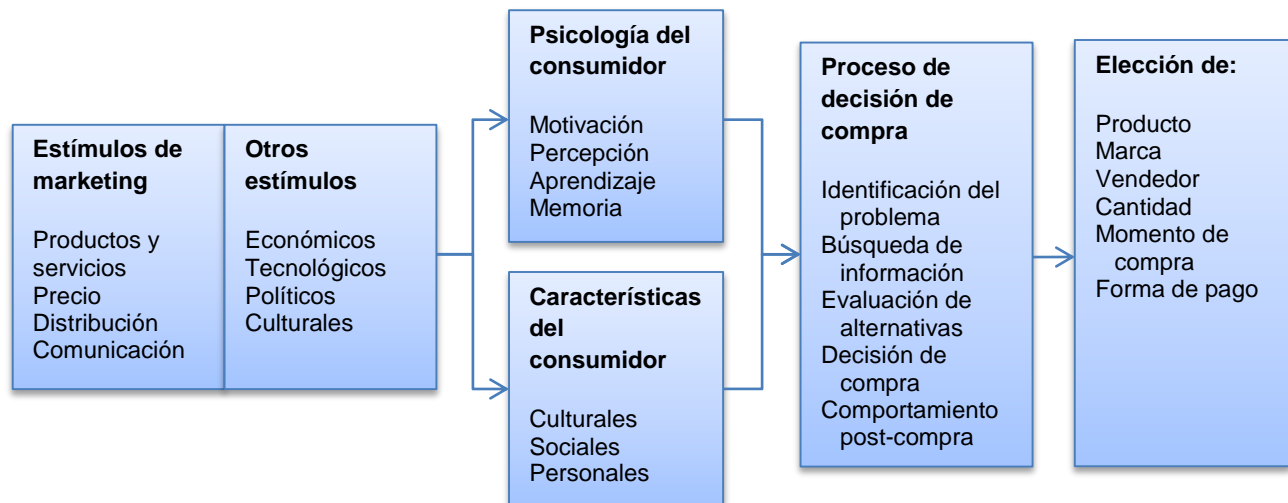 Estímulos de
marketing
Productos y
servicios
Precio
Distribución
Comunicación
Otros
estímulos
Económicos
Tecnológicos
Políticos
Culturales
Psicología del
consumidor
Motivación
Percepción
Aprendizaje
Memoria
Característicias
del
consumidor
Culturales
Sociales
Personales
Proceso de
decisión de
compra
Identificación del
problema
Búsqueda de
información
Evaluación de
alternativas
Decisión de
compra
Comportamiento
post-compra
Elección de:
Producto
Marca
Vendedor
Cantidad
Momento de
compra
Forma de pago